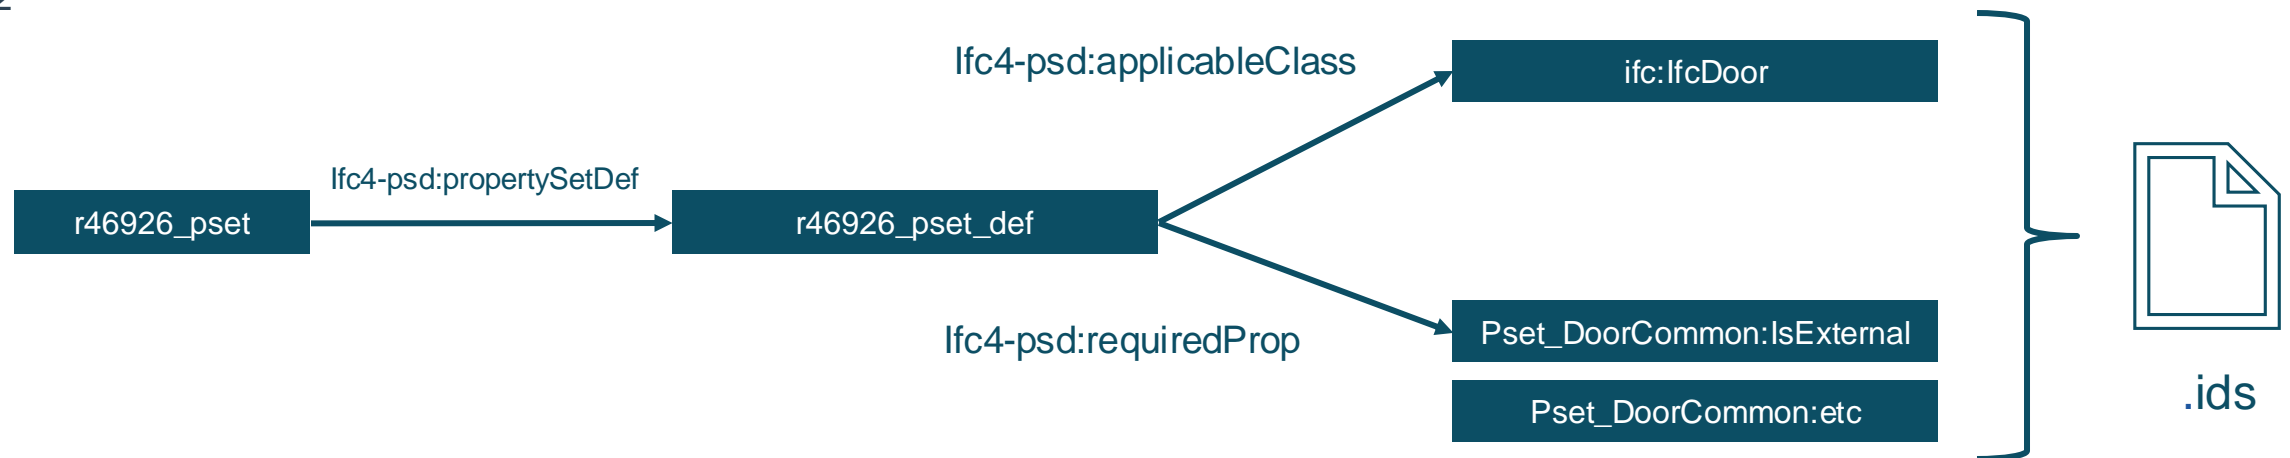 Ifc4-psd:applicableClass
ifc:IfcDoor
Ifc4-psd:propertySetDef
r46926_pset
r46926_pset_def
Ifc4-psd:requiredProp
Pset_DoorCommon:IsExternal
Pset_DoorCommon:etc
.ids